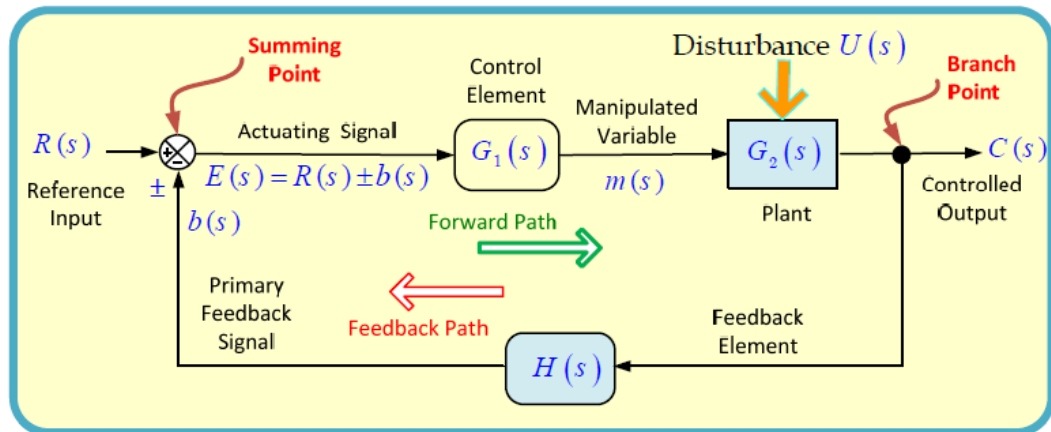 Summing
Point
Disturbance U(s)
Branch
Point
Control
Element
Manipulated
Variable
R(s)
Actuating Signal
G₁(s)
G₂(s)
C(s)
Reference
Input
±
E(s)=R(s)±b(s)
m(s)
Controlled
Output
b(s)
Plant
Forward Path
Primary
Feedback
Signal
Feedback Path
Feedback
Element
H(s)